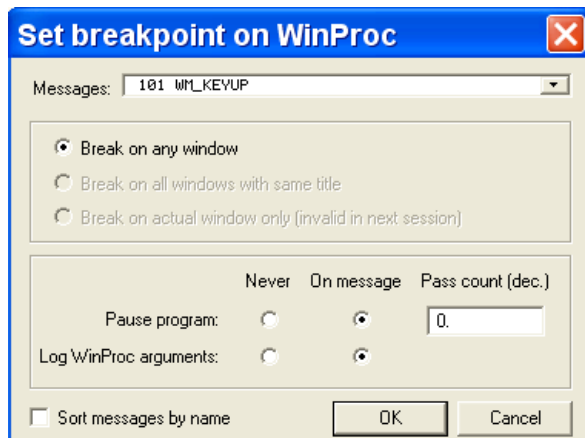 Set breakpoint on WinProc
Messages: 101 WM_KEYUP
Break on any window
Break on all windows with same title
Break on actual window only (invalid in next session)
Never On message Pass count (dec.)
Pause program: 0.
Log WinProc arguments:
Sort messages by name OK Cancel